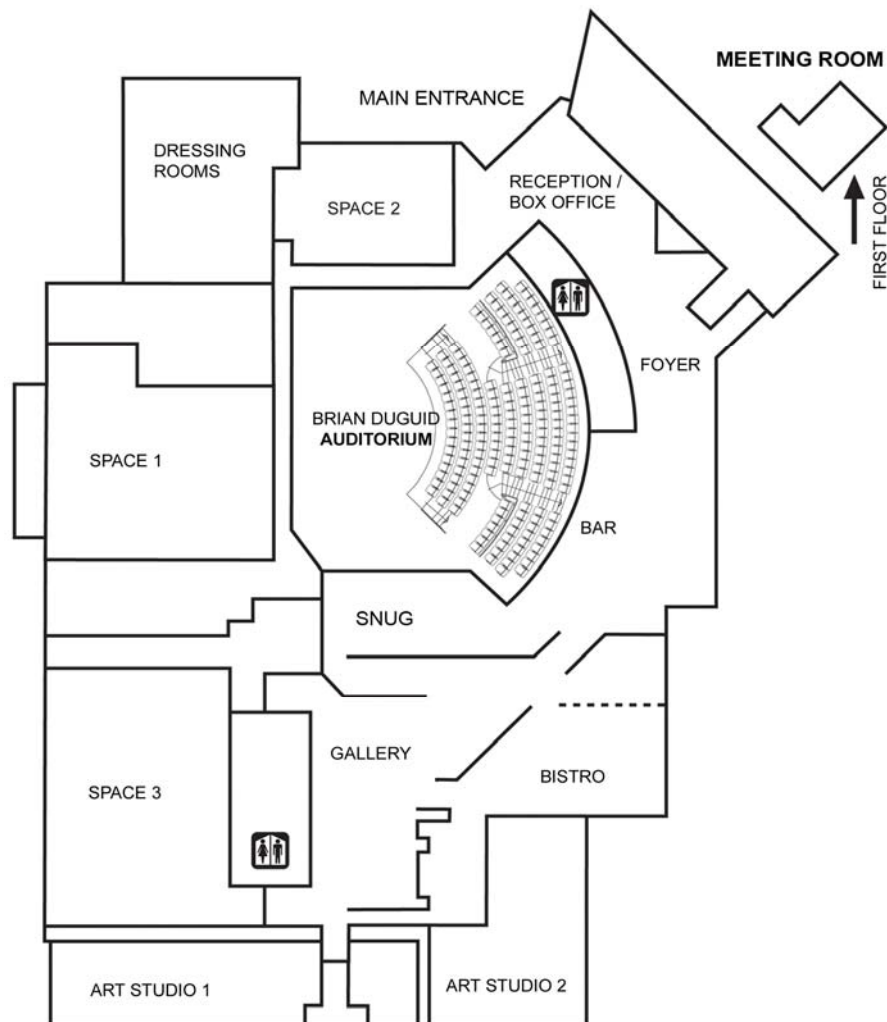 MEETING ROOM
MAIN ENTRANCE
DRESSING
ROOMS
RECEPTION /
BOX OFFICE
SPACE 2
FIRST FLOOR
FOYER
BRIAN DUGUID
AUDITORIUM
SPACE 1
BAR
SNUG
GALLERY
BISTRO
SPACE 3
ART STUDIO 1
ART STUDIO 2